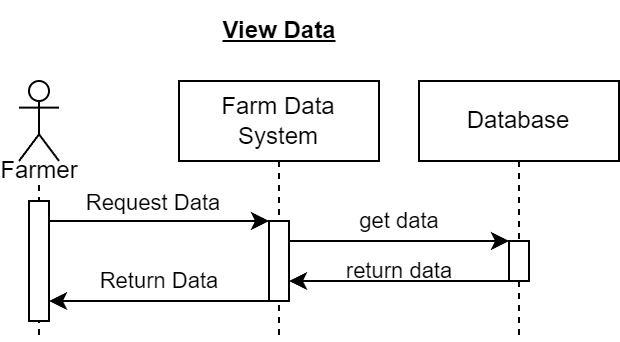 View Data
Farm Data
System
Database
Farmer
Request Data
get data
return data
Return Data